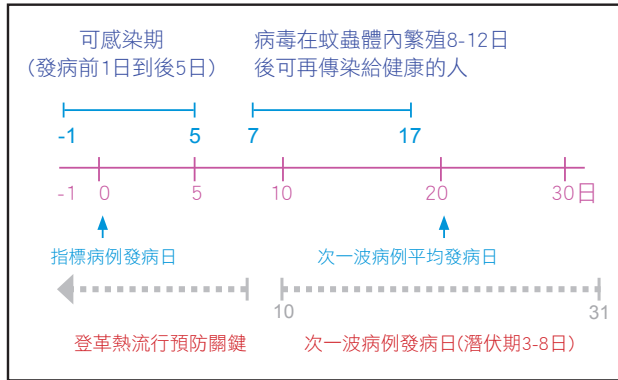 可感染期
(發病前1日到後5日)
病毒在蚊蟲體內繁殖8-12日
後可再傳染給健康的人
-1 5 7 17
-1 0 5 10 20 30日
指標病例發病日 次一波病例平均發病日
10 31
登革熱流行預防關鍵 次一波病例發病日(潛伏期3-8日)